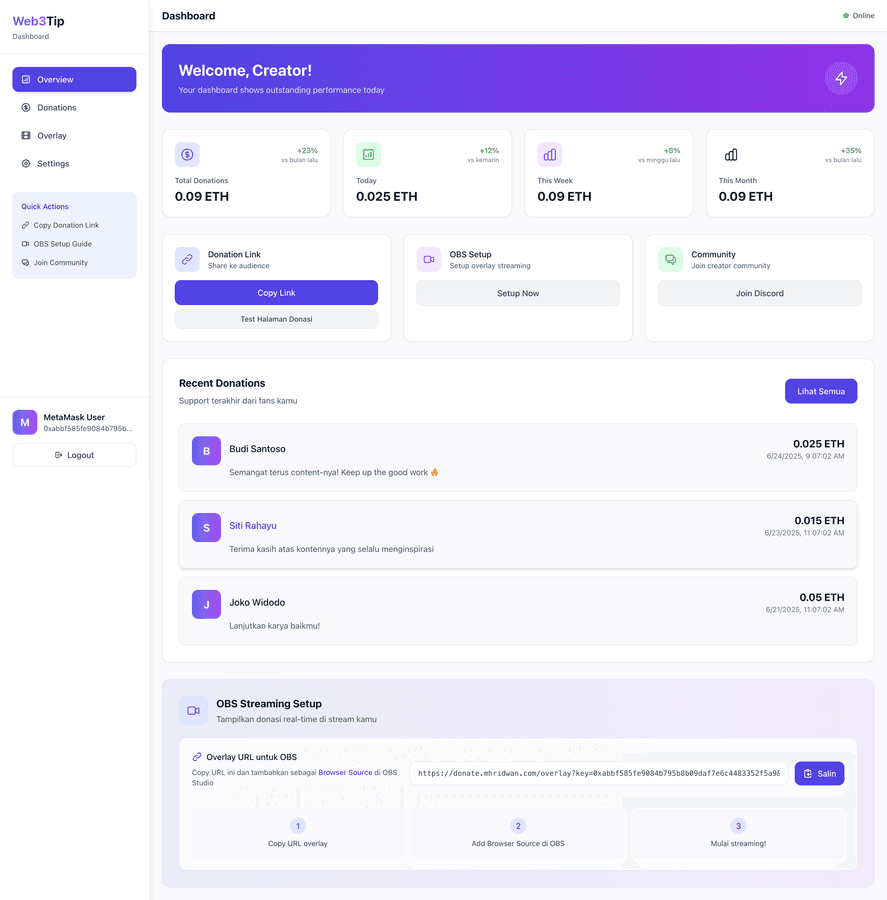 Web3Tip
Dashboard
Overview
Donations
Overlay
Settings
Quick Actions
Copy Donation Link
OBS Setup Guide
Join Community
M
MetaMask User
0xabbf585fe9084b795b...
Logout
Dashboard
Online
Welcome, Creator!
Your dashboard shows outstanding performance today
+23%
vs bulan lalu
Total Donations
0.09 ETH
+12%
vs kemarin
Today
0.025 ETH
+8%
vs minggu lalu
This Week
0.09 ETH
+35%
vs bulan lalu
This Month
0.09 ETH
Donation Link
Share ke audience
Copy Link
Test Halaman Donasi
OBS Setup
Setup overlay streaming
Setup Now
Community
Join creator community
Join Discord
Recent Donations
Support terakhir dari fans kamu
Lihat Semua
B
Budi Santoso
Semangat terus content-nya! Keep up the good work 🔥
0.025 ETH
6/24/2025, 9:07:02 AM
S
Siti Rahayu
Terima kasih atas kontennya yang selalu menginspirasi
0.015 ETH
6/23/2025, 11:07:02 AM
J
Joko Widodo
Lanjutkan karya baikmu!
0.05 ETH
6/21/2025, 11:07:02 AM
OBS Streaming Setup
Tampilkan donasi real-time di stream kamu
Overlay URL untuk OBS
Copy URL ini dan tambahkan sebagai Browser Source di OBS
Studio
https://donate.mhridwan.com/overlay?key=0xabbf585fe9084b795b8b09daf7e6c4483352f5a98
Salin
1
Copy URL overlay
2
Add Browser Source di OBS
3
Mulai streaming!